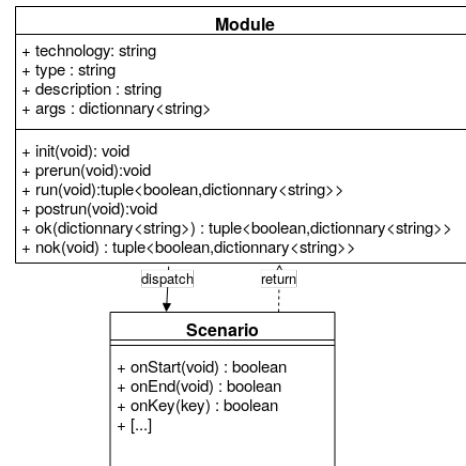 Module
+ technology: string
+ type : string
+ description : string
+ args : dictionnary<string>
+ init(void): void
+ prerun(void):void
+ run(void):tuple<boolean,dictionnary<string>>
+ postrun(void):void
+ ok(dictionnary<string>) : tuple<boolean,dictionnary<string>>
+ nok(void) : tuple<boolean,dictionnary<string>>
dispatch return
Scenario
+ onStart(void) : boolean
+ onEnd(void) : boolean
+ onKey(key) : boolean
+ [...]